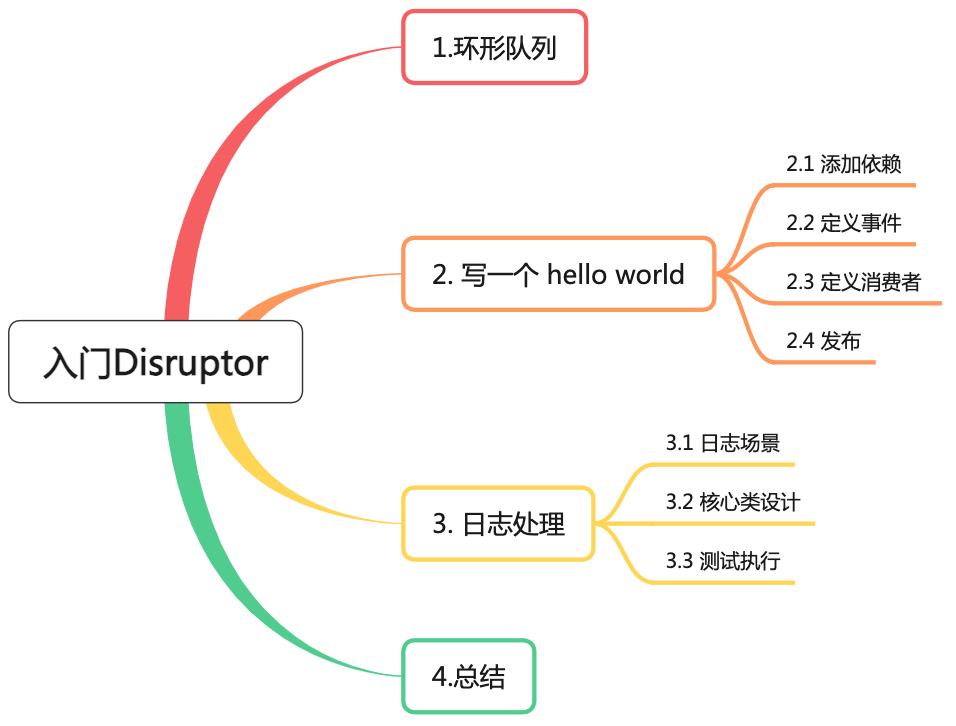 入门Disruptor
1.环形队列
2. 写一个 hello world
2.1 添加依赖
2.2 定义事件
2.3 定义消费者
2.4 发布
3. 日志处理
3.1 日志场景
3.2 核心类设计
3.3 测试执行
4.总结